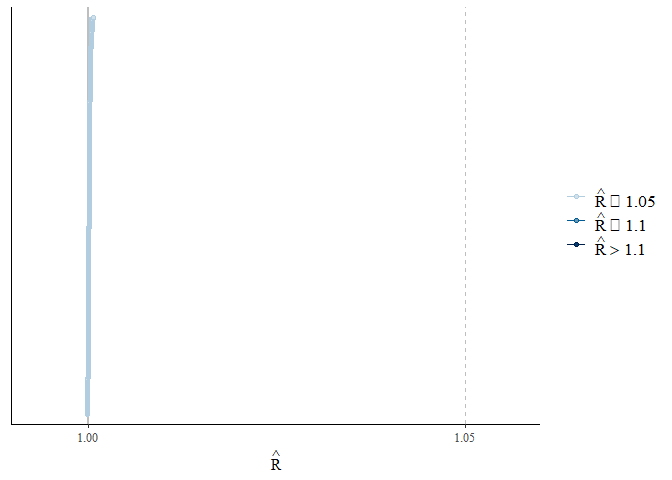 R̂ □ 1.05
R̂ □ 1.1
R̂ > 1.1
1.00 1.05
R̂